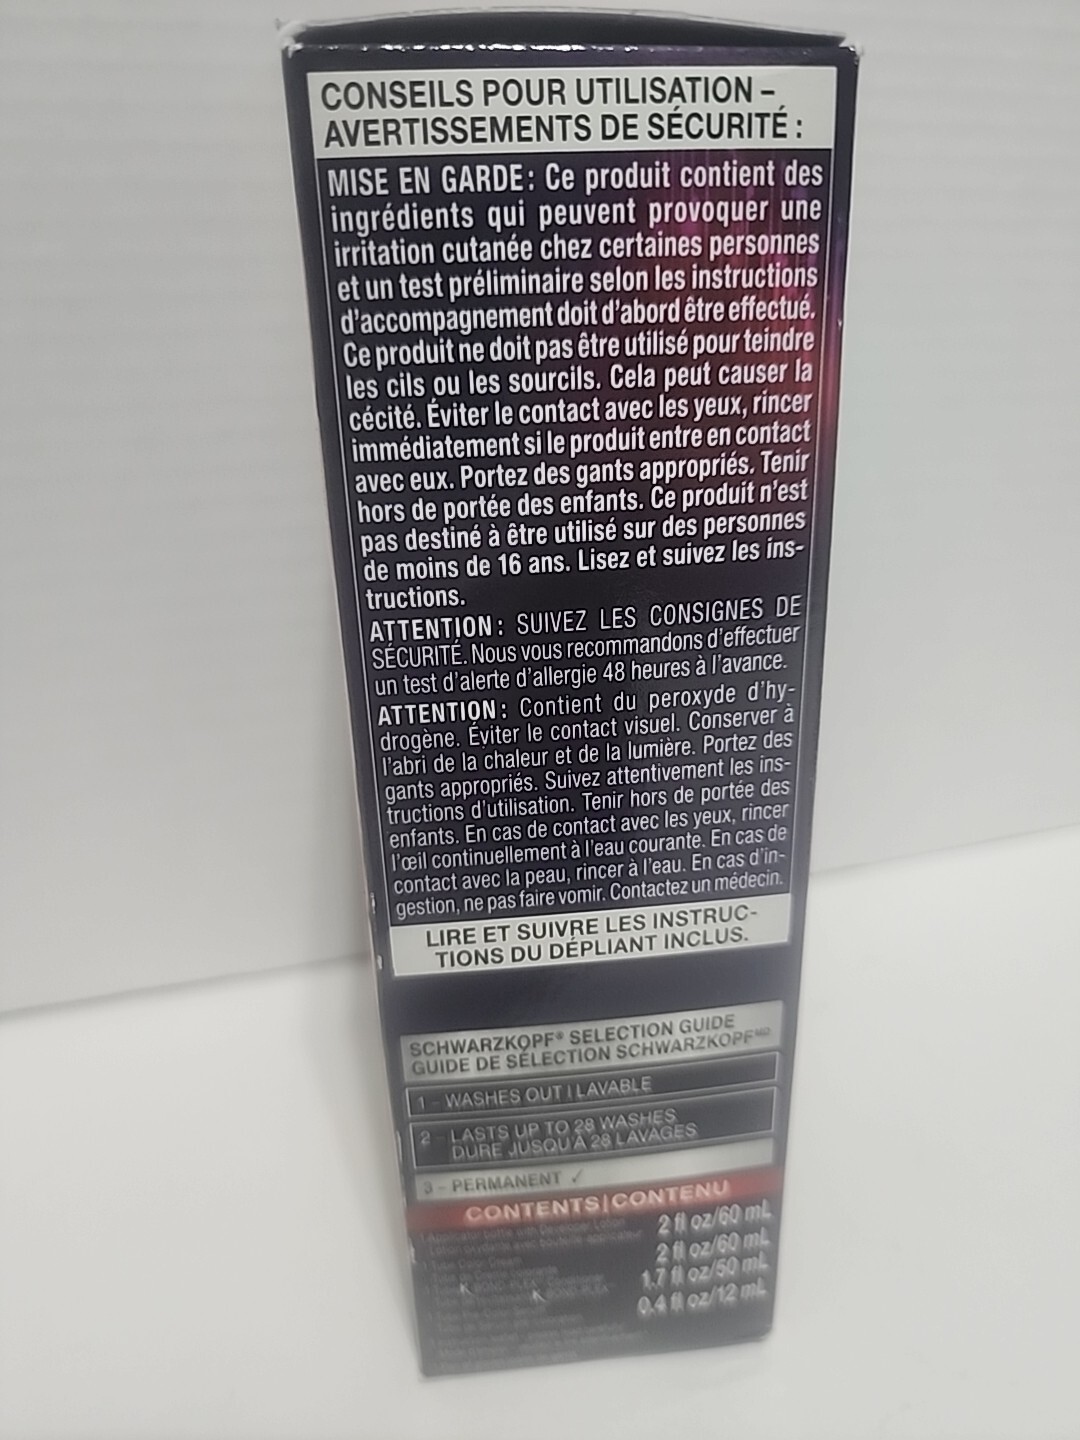 CONSEILS POUR UTILISATION –
AVERTISSEMENTS DE SÉCURITÉ :
MISE EN GARDE: Ce produit contient des
ingrédients qui peuvent provoquer une
irritation cutanée chez certaines personnes
et un test préliminaire selon les instructions
d'accompagnement doit d'abord être effectué.
Ce produit ne doit pas être utilisé pour teindre
les cils ou les sourcils. Cela peut causer la
cécité. Éviter le contact avec les yeux, rincer
immédiatement si le produit entre en contact
avec eux. Portez des gants appropriés. Tenir
hors de portée des enfants. Ce produit n'est
pas destiné à être utilisé sur des personnes
de moins de 16 ans. Lisez et suivez les ins-
tructions.
ATTENTION: SUIVEZ LES CONSIGNES DE
SÉCURITÉ. Nous vous recommandons d'effectuer
un test d'alerte d'allergie 48 heures à l'avance.
ATTENTION: Contient du peroxyde d'hy-
drogène. Éviter le contact visuel. Conserver à
l'abri de la chaleur et de la lumière. Portez des
gants appropriés. Suivez attentivement les ins-
tructions d'utilisation. Tenir hors de portée des
enfants. En cas de contact avec les yeux, rincer
l'œil continuellement à l'eau courante. En cas de
contact avec la peau, rincer à l'eau. En cas d'in-
gestion, ne pas faire vomir. Contactez un médecin.
LIRE ET SUIVRE LES INSTRUC-
TIONS DU DÉPLIANT INCLUS.
SCHWARZKOPF® SELECTION GUIDE
GUIDE DE SÉLECTION SCHWARZKOPF MD
1 - WASHES OUT | LAVABLE
2 - LASTS UP TO 28 WASHES
DURE JUSQU'À 28 LAVAGES
3 - PERMANENT ✓
CONTENTS|CONTENU
1 Applicator bottle with Developer Lotion 2 fl oz/60 mL
2 fl oz/60 mL
1.7 fl oz/50 mL
0.4 fl oz/12 mL